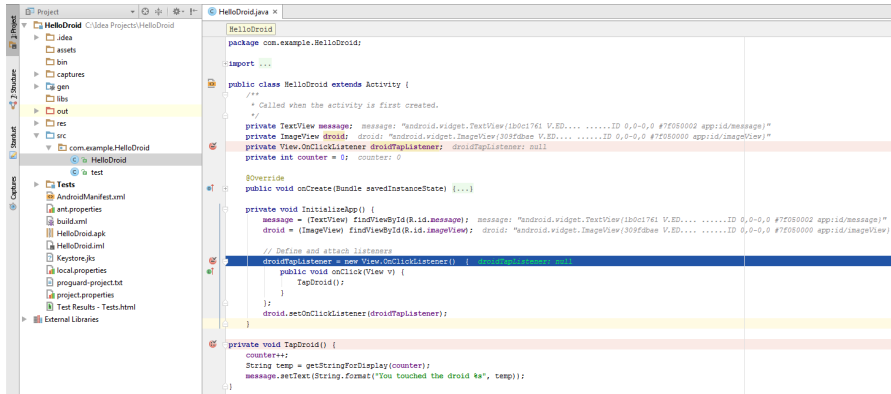 Project
HelloDroid.java ×
1: Project
HelloDroid C:\Idea Projects\HelloDroid
.idea
assets
bin
captures
gen
libs
out
res
src
com.example.HelloDroid
HelloDroid
test
Tests
AndroidManifest.xml
ant.properties
build.xml
HelloDroid.apk
HelloDroid.iml
Keystore.jks
local.properties
proguard-project.txt
project.properties
Test Results - Tests.html
External Libraries
2: Structure
Captures
HelloDroid
package com.example.HelloDroid;
import ...
public class HelloDroid extends Activity {
/**
* Called when the activity is first created.
*/
private TextView message; message: "android.widget.TextView{1b0c1761 V.ED.... ......ID 0,0-0,0 #7f050002 app:id/message}"
private ImageView droid; droid: "android.widget.ImageView{309fdbae V.ED.... ......ID 0,0-0,0 #7f050000 app:id/imageView}"
private View.OnClickListener droidTapListener; droidTapListener: null
private int counter = 0; counter: 0
@Override
public void onCreate(Bundle savedInstanceState) {...}
private void InitializeApp() {
message = (TextView) findViewById(R.id.message); message: "android.widget.TextView{1b0c1761 V.ED.... ......ID 0,0-0,0 #7f050002 app:id/message}"
droid = (ImageView) findViewById(R.id.imageView); droid: "android.widget.ImageView{309fdbae V.ED.... ......ID 0,0-0,0 #7f050000 app:id/imageView}
// Define and attach listeners
droidTapListener = new View.OnClickListener() { droidTapListener: null
public void onClick(View v) {
TapDroid();
}
};
droid.setOnClickListener(droidTapListener);
}
private void TapDroid() {
counter++;
String temp = getStringForDisplay(counter);
message.setText(String.format("You touched the droid %s", temp));
}